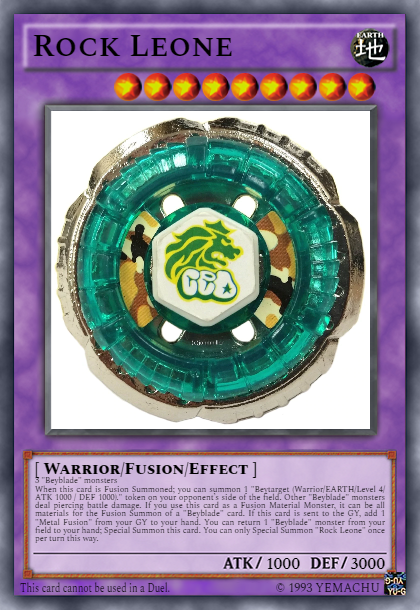 ROCK LEONE
EARTH
地
[ WARRIOR/FUSION/EFFECT ]
3 "Beyblade" monsters
When this card is Fusion Summoned; you can summon 1 "Beytarget (Warrior/EARTH/Level 4/
ATK 1000 / DEF 1000)." token on your opponent's side of the field. Other "Beyblade" monsters
deal piercing battle damage. If you use this card as a Fusion Material Monster, it can be all
materials for the Fusion Summon of a "Beyblade" card. If this card is sent to the GY, add 1
"Metal Fusion" from your GY to your hand. You can return 1 "Beyblade" monster from your
field to your hand; Special Summon this card. You can only Special Summon "Rock Leone" once
per turn this way.
ATK/ 1000 DEF/ 3000
This card cannot be used in a Duel.
© 1993 YEMACHU